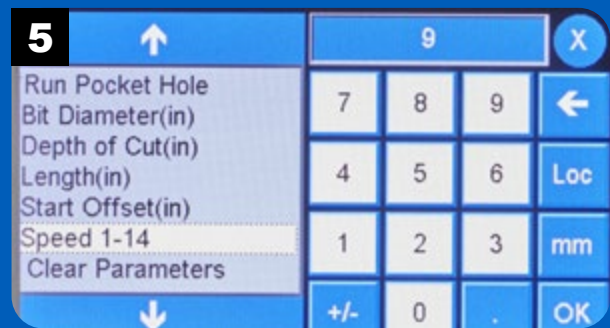 5
9
X
Run Pocket Hole
Bit Diameter(in)
Depth of Cut(in)
Length(in)
Start Offset(in)
Speed 1-14
Clear Parameters
7 8 9
4 5 6 Loc
1 2 3 mm
+/- 0 . OK